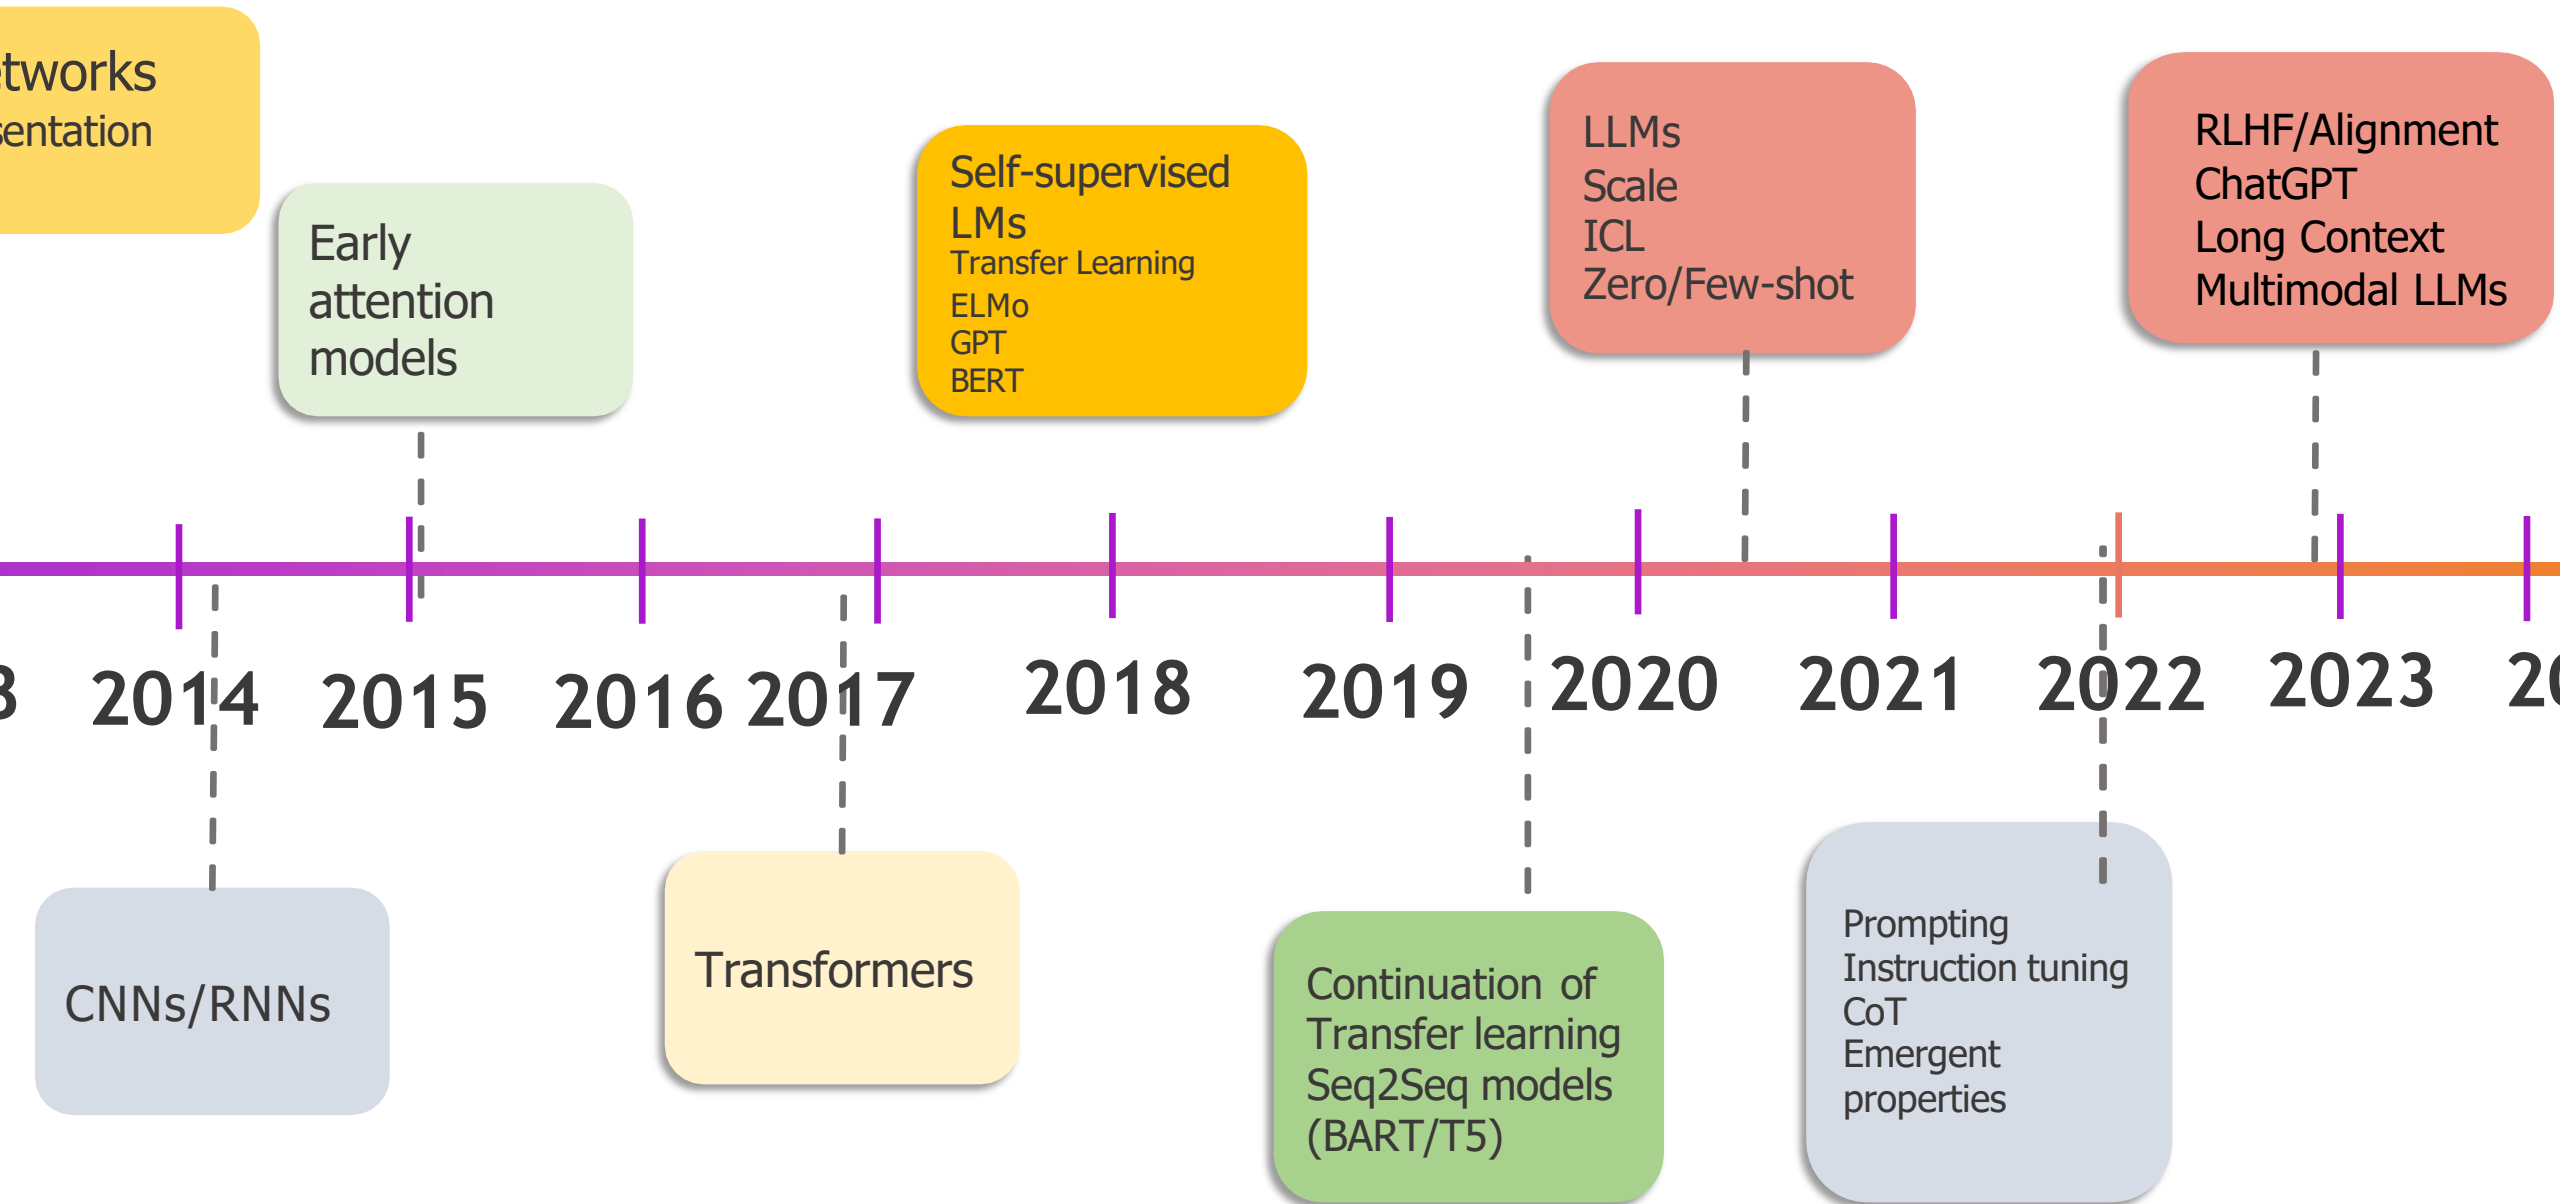 tworks
sentation
Early
attention
models
Self-supervised
LMs
Transfer Learning
ELMo
GPT
BERT
LLMs
Scale
ICL
Zero/Few-shot
RLHF/Alignment
ChatGPT
Long Context
Multimodal LLMs
2014 2015 2016 2017 2018 2019 2020 2021 2022 2023
CNNs/RNNs
Transformers
Continuation of
Transfer learning
Seq2Seq models
(BART/T5)
Prompting
Instruction tuning
CoT
Emergent
properties